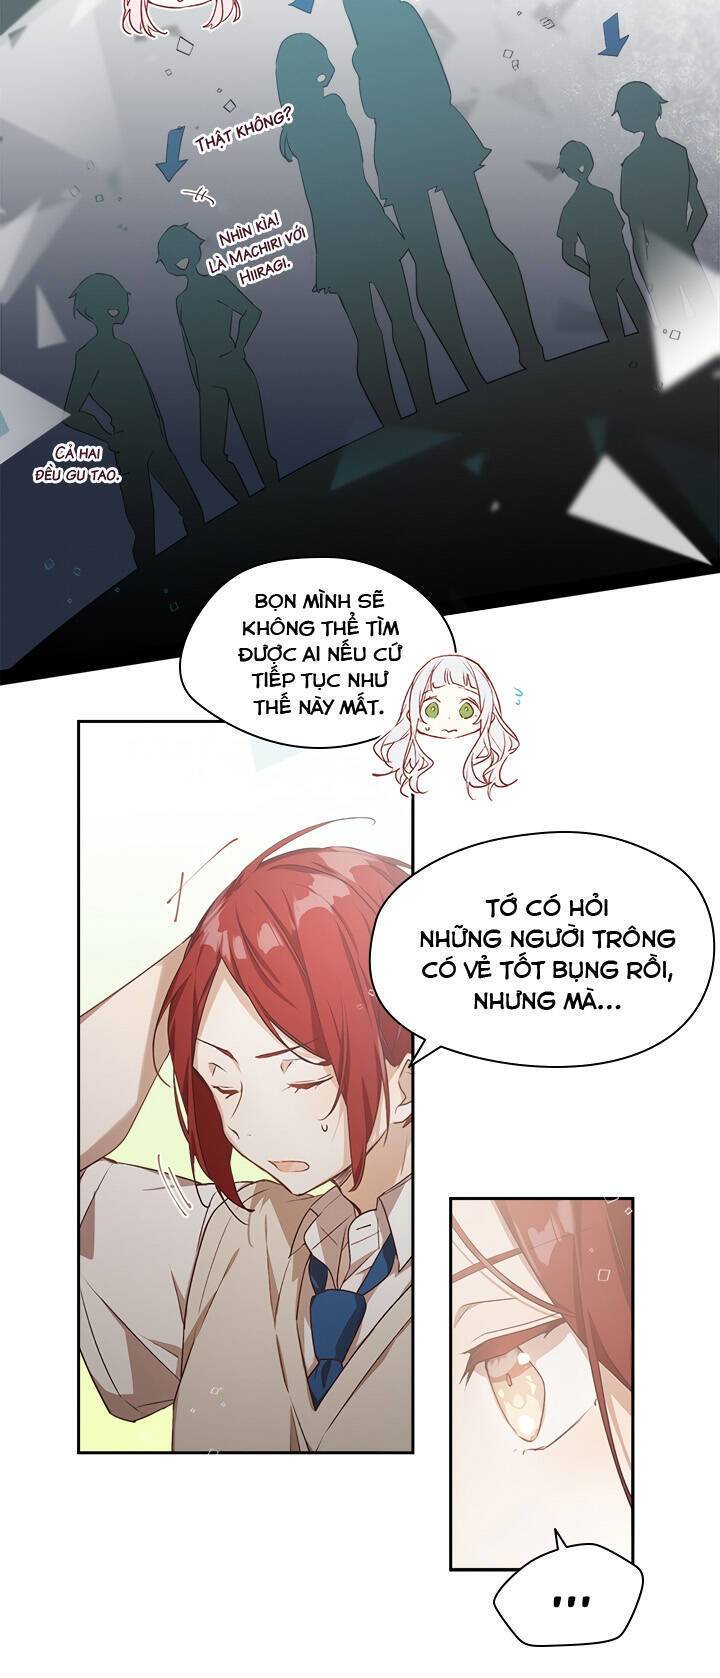 THẬT KHÔNG?
NHÌN KÌA!
LÀ MACHIRI VỚI
HIIRAGI.
CẢ HAI
ĐỀU GU TAO.
BỌN MÌNH SẼ
KHÔNG THỂ TÌM
ĐƯỢC AI NẾU CỨ
TIẾP TỤC NHƯ
THẾ NÀY MẤT.
TỚ CÓ HỎI
NHỮNG NGƯỜI TRÔNG
CÓ VẺ TỐT BỤNG RỒI,
NHƯNG MÀ...
...